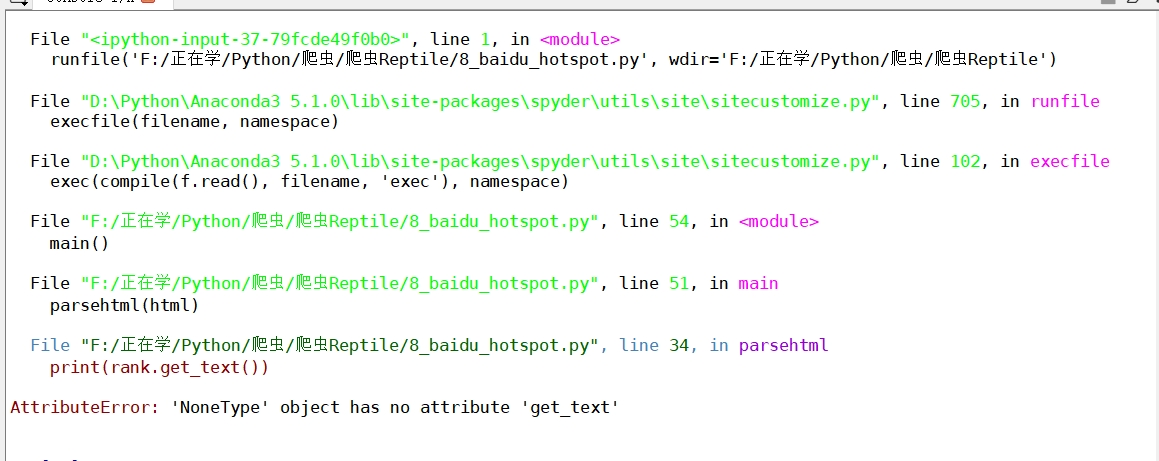 File "<ipython-input-37-79fcde49f0b0>", line 1, in <module>
runfile('F:/正在学/Python/爬虫/爬虫Reptile/8_baidu_hotspot.py', wdir='F:/正在学/Python/爬虫/爬虫Reptile')
File "D:\Python\Anaconda3 5.1.0\lib\site-packages\spyder\utils\site\sitecustomize.py", line 705, in runfile
execfile(filename, namespace)
File "D:\Python\Anaconda3 5.1.0\lib\site-packages\spyder\utils\site\sitecustomize.py", line 102, in execfile
exec(compile(f.read(), filename, 'exec'), namespace)
File "F:/正在学/Python/爬虫/爬虫Reptile/8_baidu_hotspot.py", line 54, in <module>
main()
File "F:/正在学/Python/爬虫/爬虫Reptile/8_baidu_hotspot.py", line 51, in main
parsehtml(html)
File "F:/正在学/Python/爬虫/爬虫Reptile/8_baidu_hotspot.py", line 34, in parsehtml
print(rank.get_text())
AttributeError: 'NoneType' object has no attribute 'get_text'